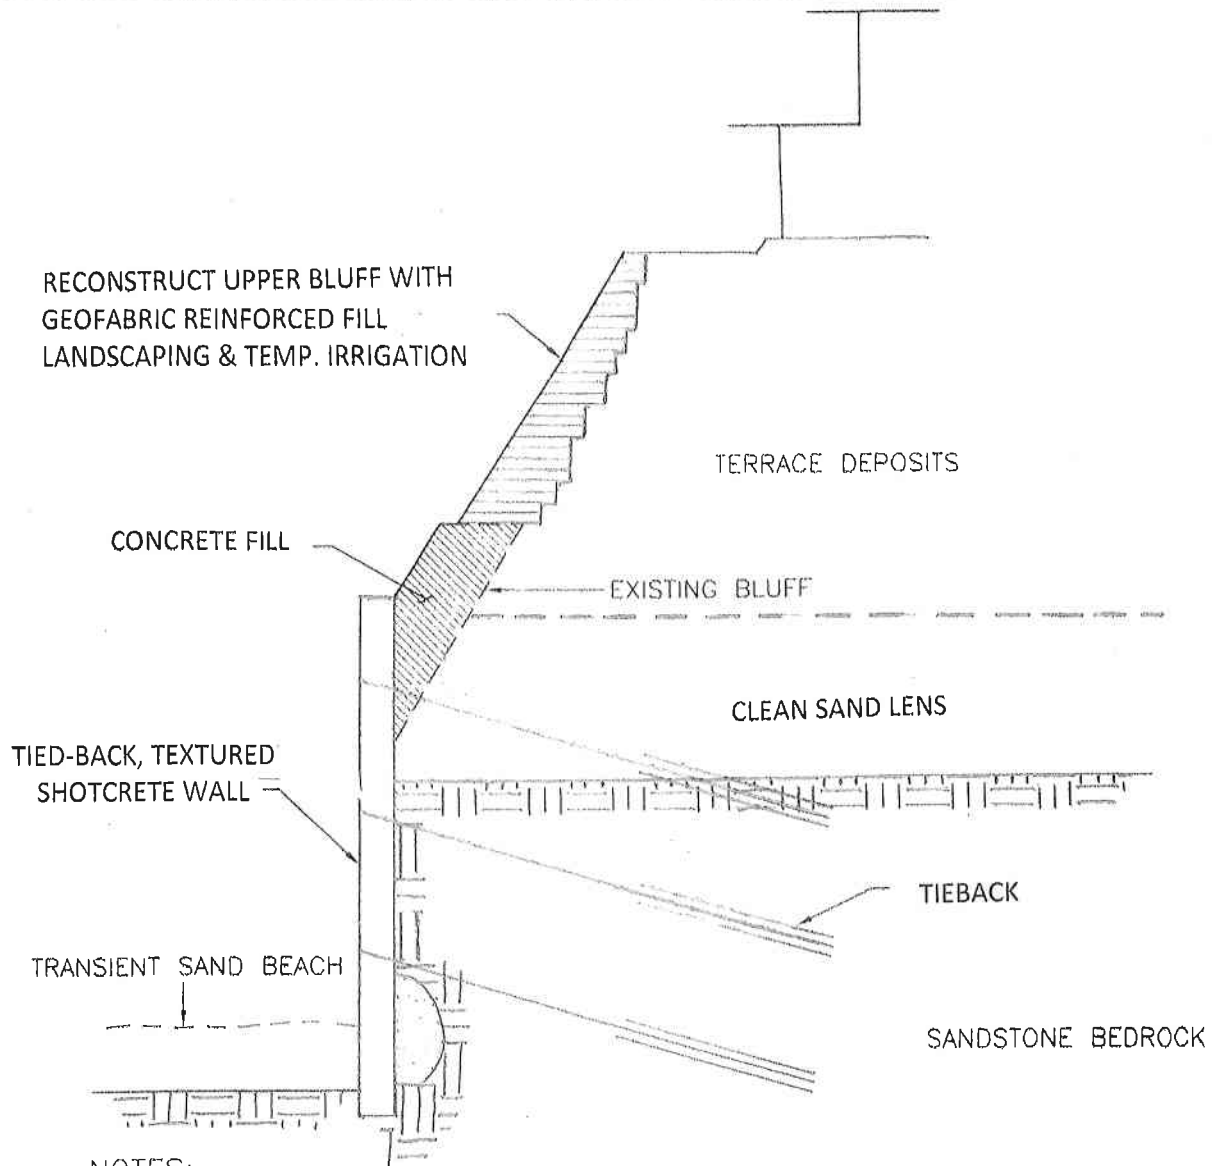 RECONSTRUCT UPPER BLUFF WITH
GEOFABRIC REINFORCED FILL
LANDSCAPING & TEMP. IRRIGATION
TERRACE DEPOSITS
CONCRETE FILL
EXISTING BLUFF
CLEAN SAND LENS
TIED-BACK, TEXTURED
SHOTCRETE WALL
TIEBACK
TRANSIENT SAND BEACH
SANDSTONE BEDROCK
NOTES: